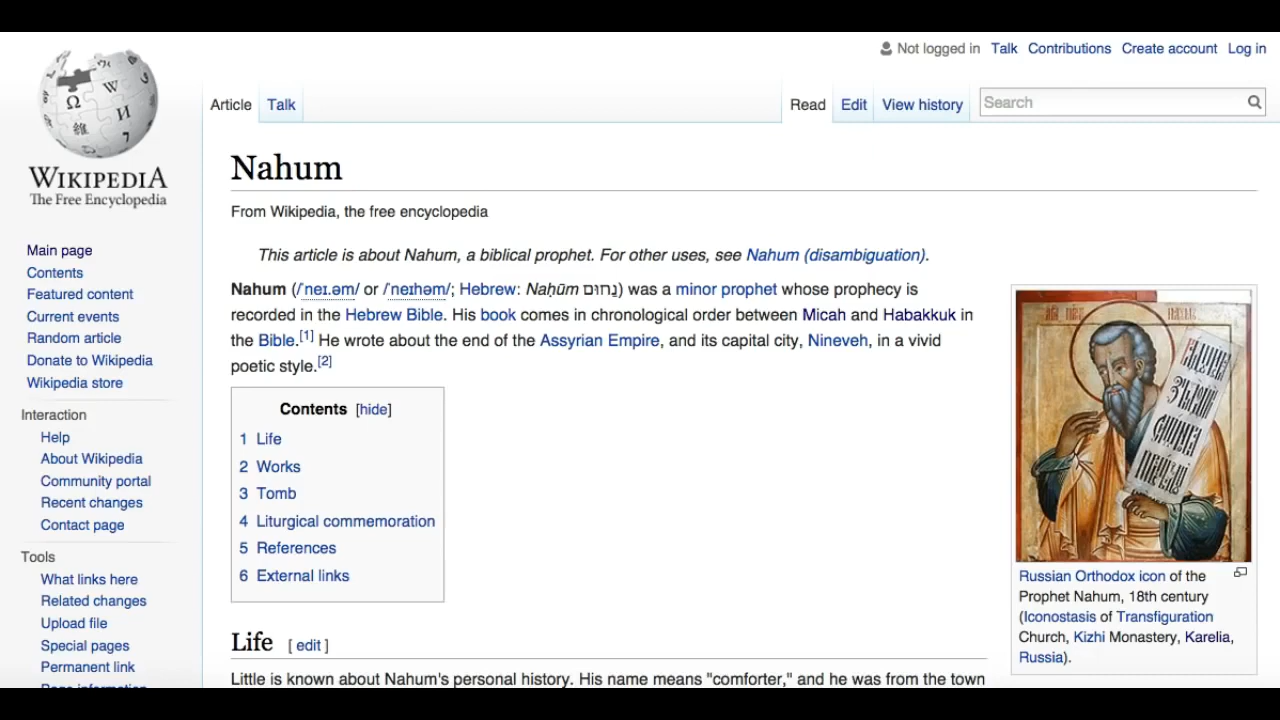 Not logged in Talk Contributions Create account Log in
Article Talk Read Edit View history Search
WIKIPEDIA
The Free Encyclopedia
Main page
Contents
Featured content
Current events
Random article
Donate to Wikipedia
Wikipedia store
Interaction
Help
About Wikipedia
Community portal
Recent changes
Contact page
Tools
What links here
Related changes
Upload file
Special pages
Permanent link
Page information
Nahum
From Wikipedia, the free encyclopedia
This article is about Nahum, a biblical prophet. For other uses, see Nahum (disambiguation).
Nahum (/ˈneɪ.əm/ or /ˈneɪhəm/; Hebrew: Naḥūm נַחוּם) was a minor prophet whose prophecy is
recorded in the Hebrew Bible. His book comes in chronological order between Micah and Habakkuk in
the Bible.[1] He wrote about the end of the Assyrian Empire, and its capital city, Nineveh, in a vivid
poetic style.[2]
Contents [hide]
1 Life
2 Works
3 Tomb
4 Liturgical commemoration
5 References
6 External links
Life [ edit ]
Little is known about Nahum's personal history. His name means "comforter," and he was from the town
Russian Orthodox icon of the
Prophet Nahum, 18th century
(Iconostasis of Transfiguration
Church, Kizhi Monastery, Karelia,
Russia).